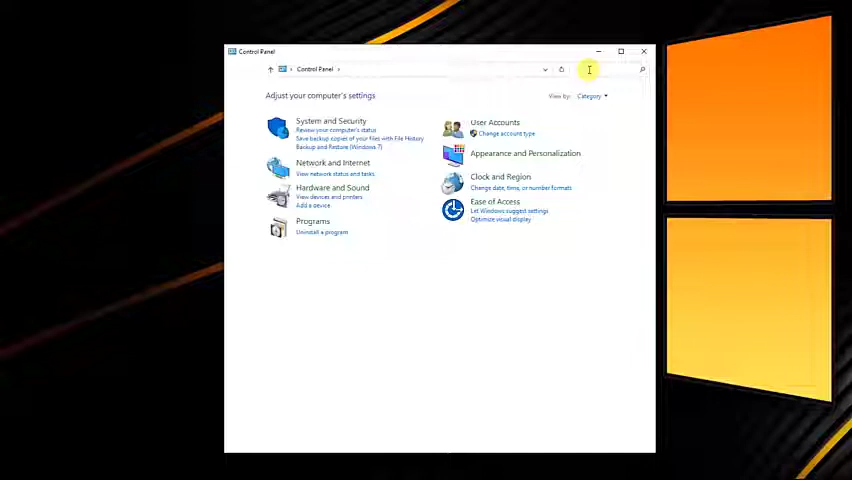 Control Panel
Control Panel
Adjust your computer's settings
View by: Category
System and Security
Review your computer's status
Save backup copies of your files with File History
Backup and Restore (Windows 7)
Network and Internet
View network status and tasks
Hardware and Sound
View devices and printers
Add a device
Programs
Uninstall a program
User Accounts
Change account type
Appearance and Personalization
Clock and Region
Change date, time, or number formats
Ease of Access
Let Windows suggest settings
Optimize visual display